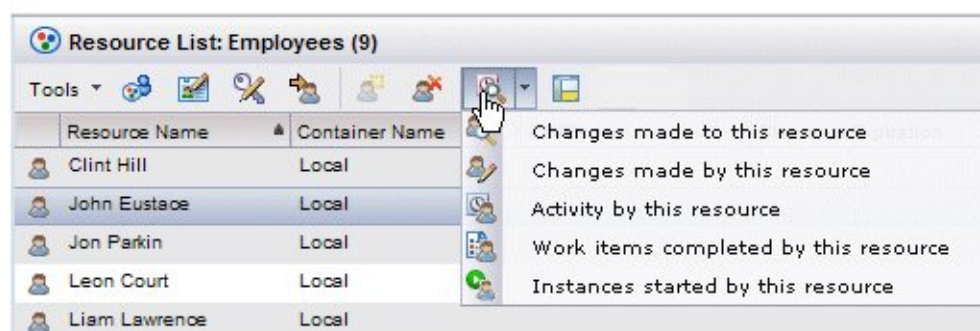 Resource List: Employees (9)
Tools
Resource Name Container Name
Changes made to this resource
Clint Hill Local
Changes made by this resource
John Eustace Local
Activity by this resource
Jon Parkin Local
Work items completed by this resource
Leon Court Local
Instances started by this resource
Liam Lawrence Local